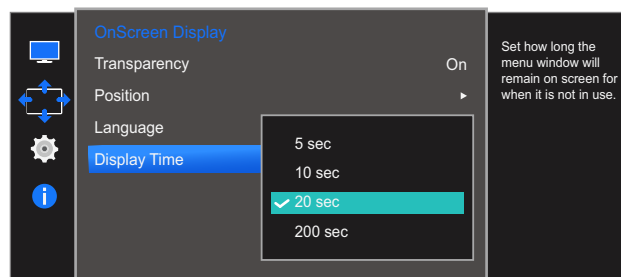 OnScreen Display
Transparency On
Position ▸
Language
Display Time
5 sec
10 sec
✓ 20 sec
200 sec
Set how long the
menu window will
remain on screen for
when it is not in use.
i